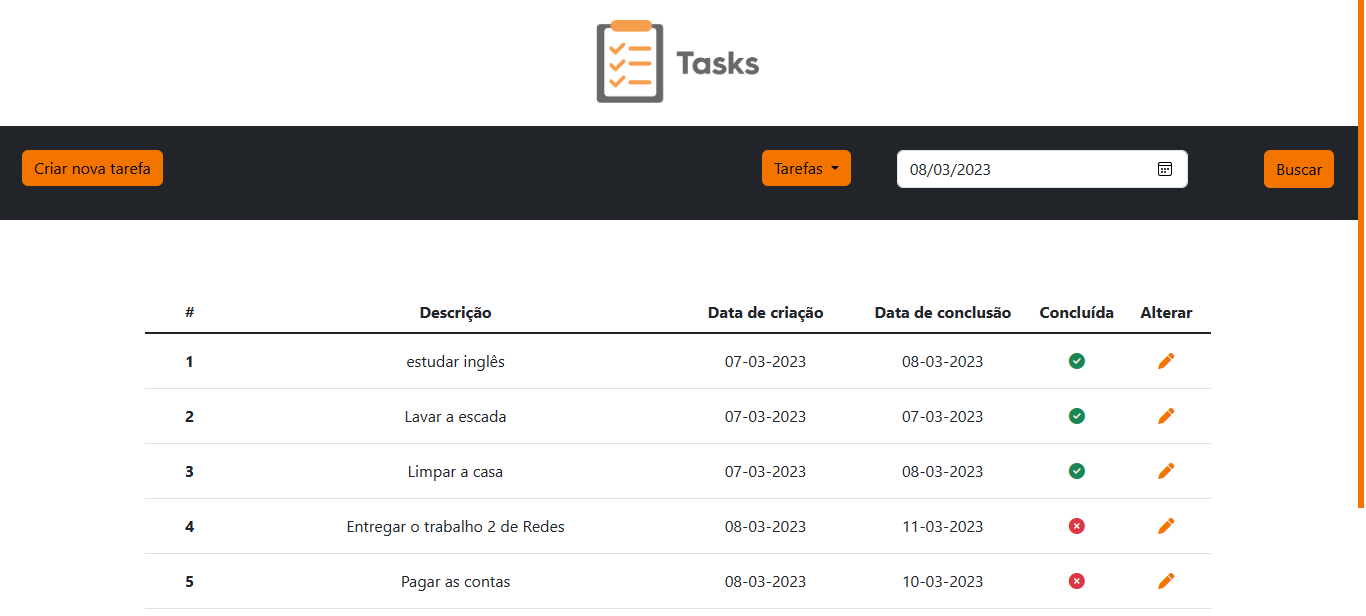 Tasks
Criar nova tarefa Tarefas 08/03/2023 Buscar
# Descrição Data de criação Data de conclusão Concluída Alterar
1 estudar inglês 07-03-2023 08-03-2023
2 Lavar a escada 07-03-2023 07-03-2023
3 Limpar a casa 07-03-2023 08-03-2023
4 Entregar o trabalho 2 de Redes 08-03-2023 11-03-2023
5 Pagar as contas 08-03-2023 10-03-2023